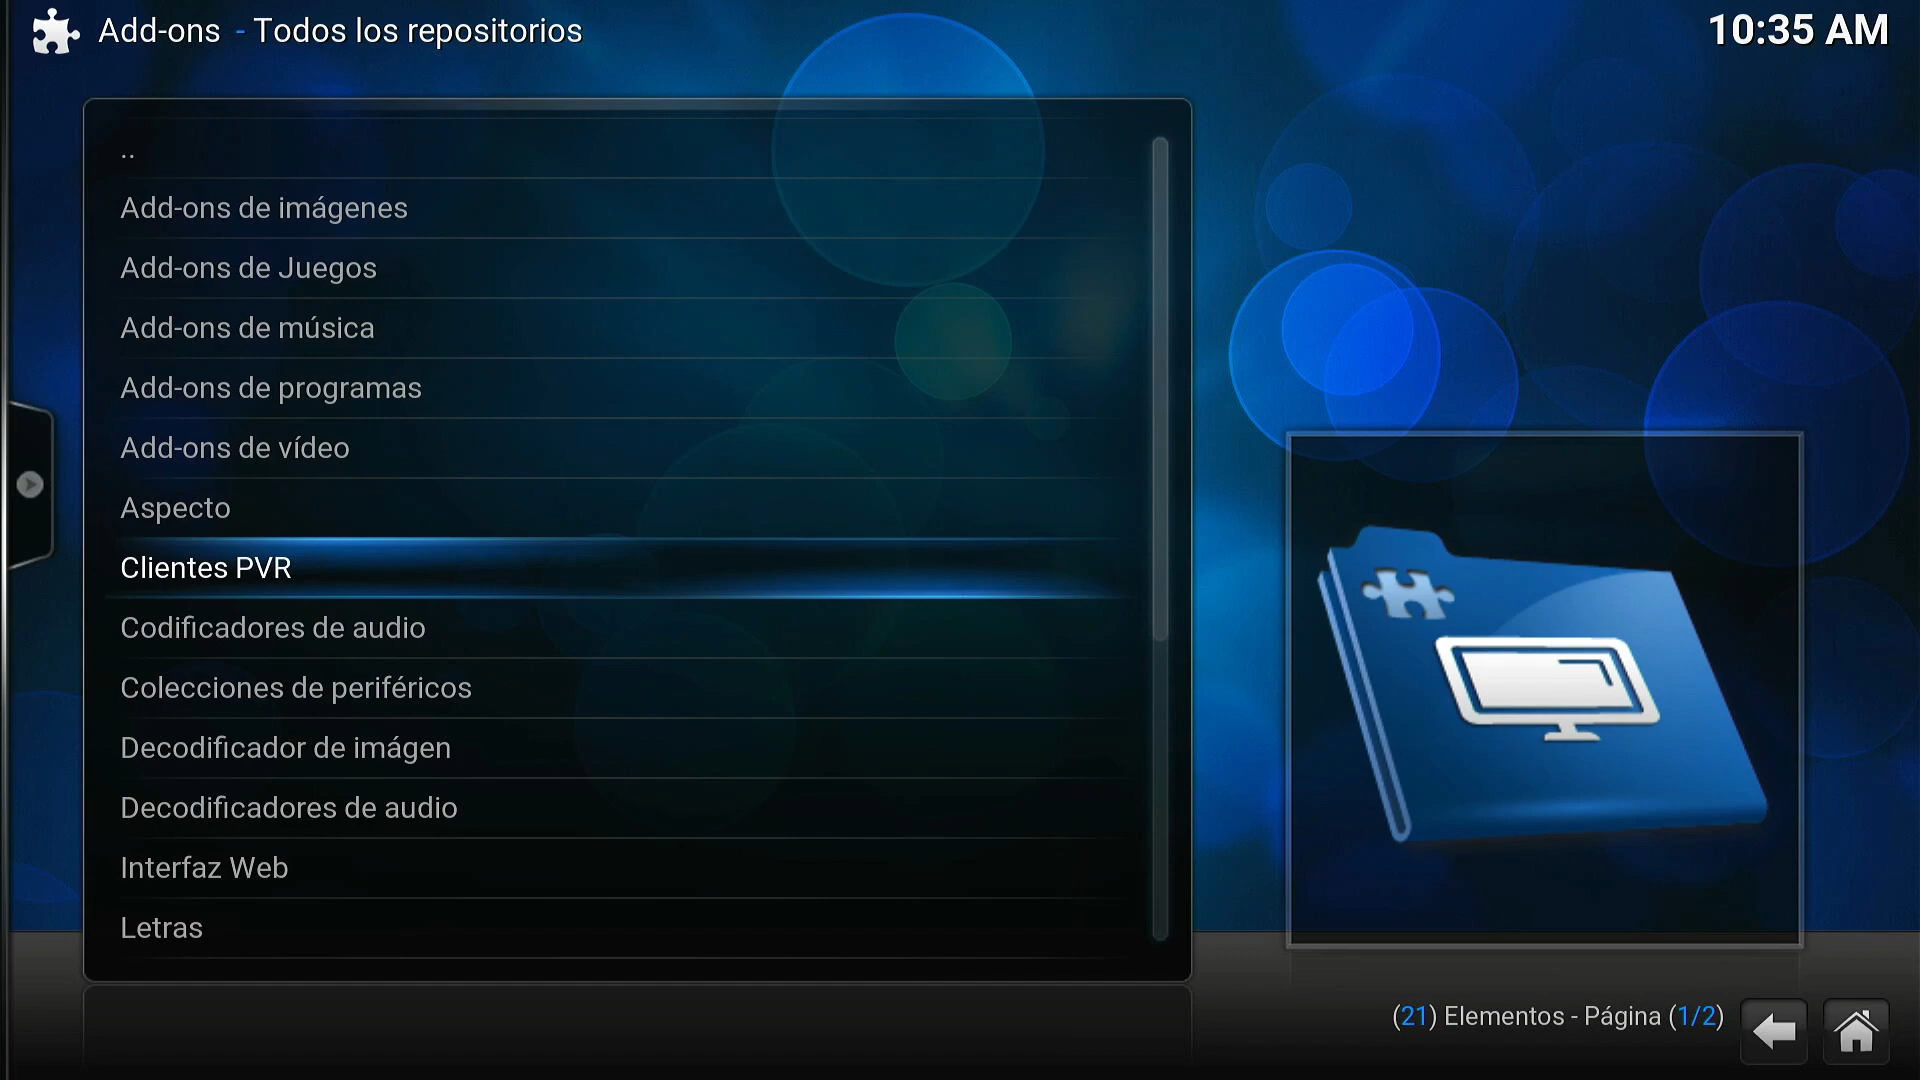 Add-ons - Todos los repositorios
10:35 AM
..
Add-ons de imágenes
Add-ons de Juegos
Add-ons de música
Add-ons de programas
Add-ons de vídeo
Aspecto
Clientes PVR
Codificadores de audio
Colecciones de periféricos
Decodificador de imágen
Decodificadores de audio
Interfaz Web
Letras
(21) Elementos - Página (1/2)